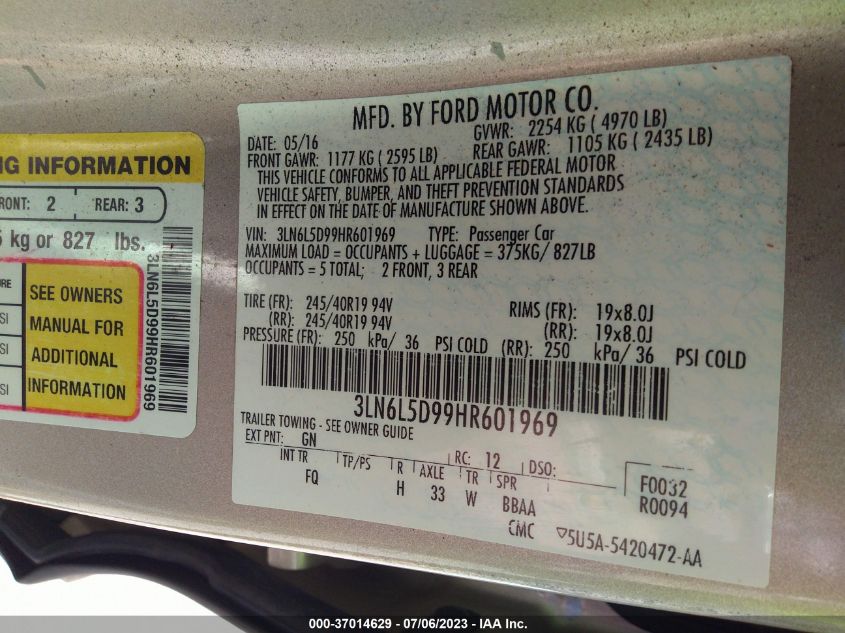 NG INFORMATION
FRONT: 2 REAR: 3
kg or 827 lbs.
SEE OWNERS
MANUAL FOR
ADDITIONAL
INFORMATION
3LN6L5D99HR601969
MFD. BY FORD MOTOR CO.
DATE: 05/16 GVWR: 2254 KG ( 4970 LB)
FRONT GAWR: 1177 KG ( 2595 LB) REAR GAWR: 1105 KG ( 2435 LB)
THIS VEHICLE CONFORMS TO ALL APPLICABLE FEDERAL MOTOR
VEHICLE SAFETY, BUMPER, AND THEFT PREVENTION STANDARDS
IN EFFECT ON THE DATE OF MANUFACTURE SHOWN ABOVE.
VIN: 3LN6L5D99HR601969 TYPE: Passenger Car
MAXIMUM LOAD = OCCUPANTS + LUGGAGE = 375KG/ 827LB
OCCUPANTS = 5 TOTAL; 2 FRONT, 3 REAR
TIRE (FR): 245/40R19 94V RIMS (FR): 19x8.0J
(RR): 245/40R19 94V (RR): 19x8.0J
PRESSURE (FR): 250 kPa/ 36 PSI COLD (RR): 250 kPa/ 36 PSI COLD
3LN6L5D99HR601969
TRAILER TOWING - SEE OWNER GUIDE
EXT PNT: GN RC: 12 DSO:
INT TR TP/PS R AXLE TR SPR
FQ H 33 W BBAA
F0032
R0094
CMC ▽5U5A-5420472-AA
000-37014629 - 07/06/2023 - IAA Inc.